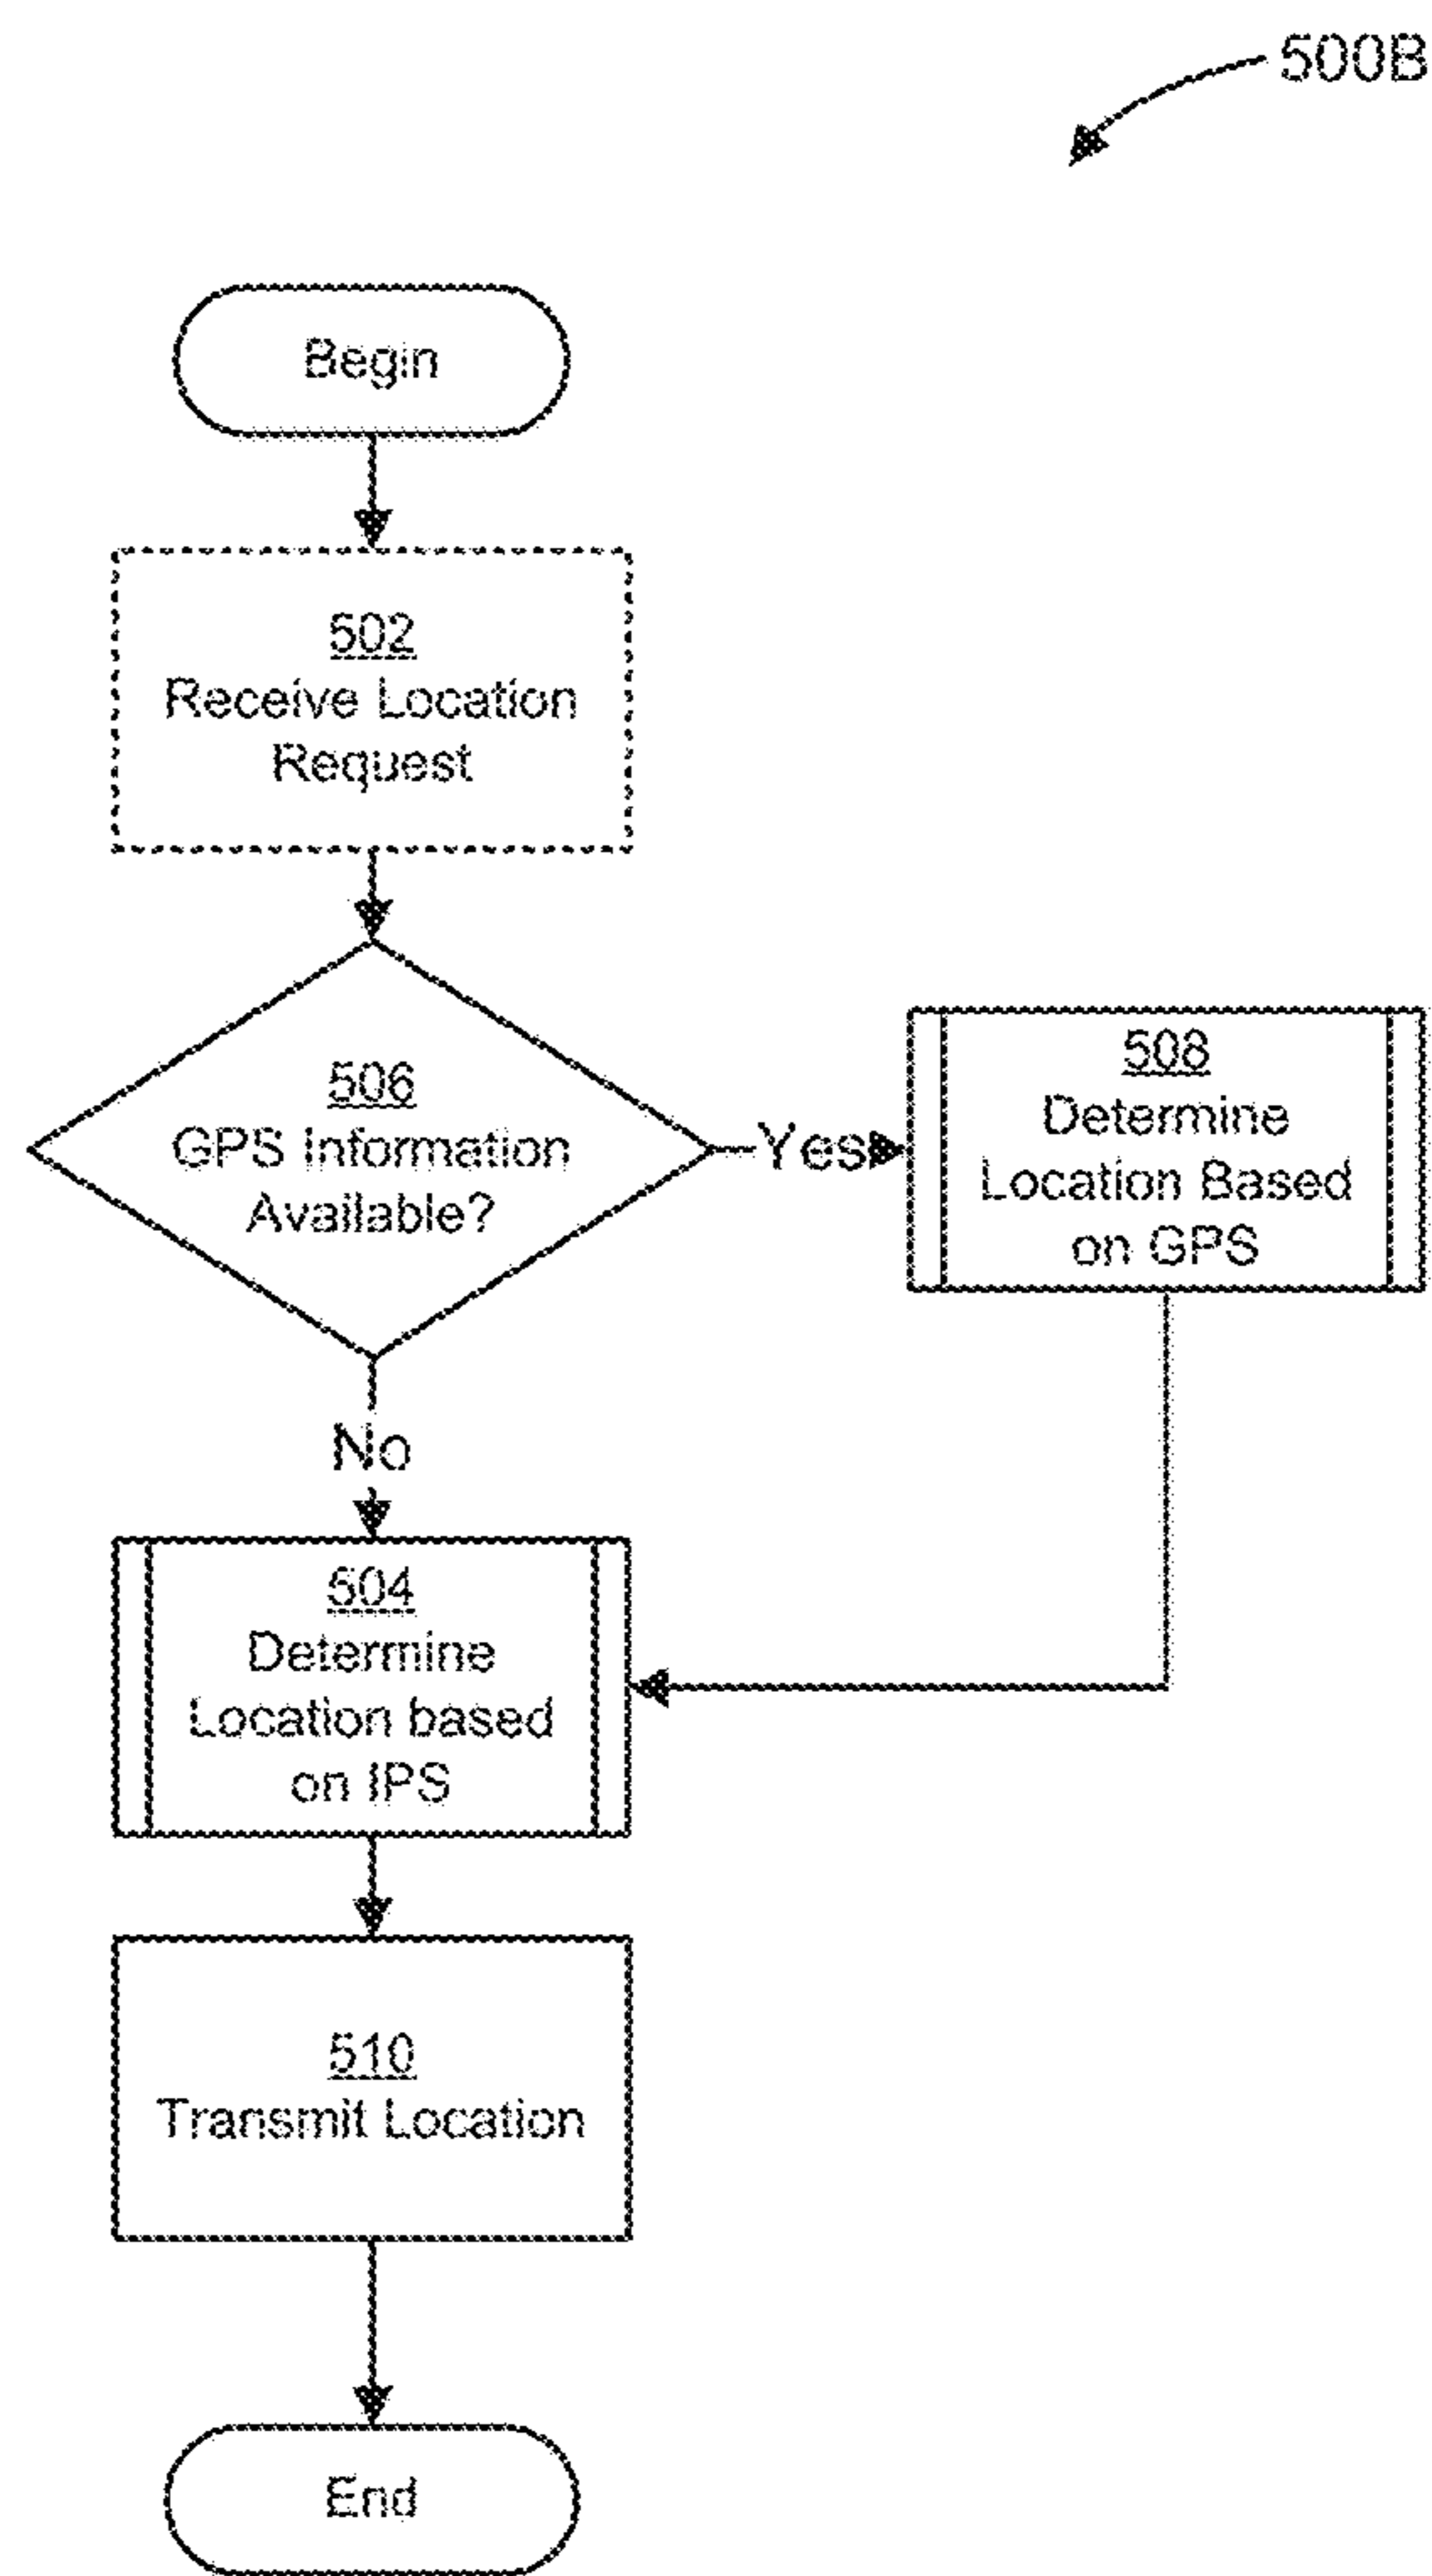 500B
Begin
502
Receive Location
Request
506
GPS Information
Available?
Yes
508
Determine
Location Based
on GPS
No
504
Determine
Location based
on IPS
510
Transmit Location
End